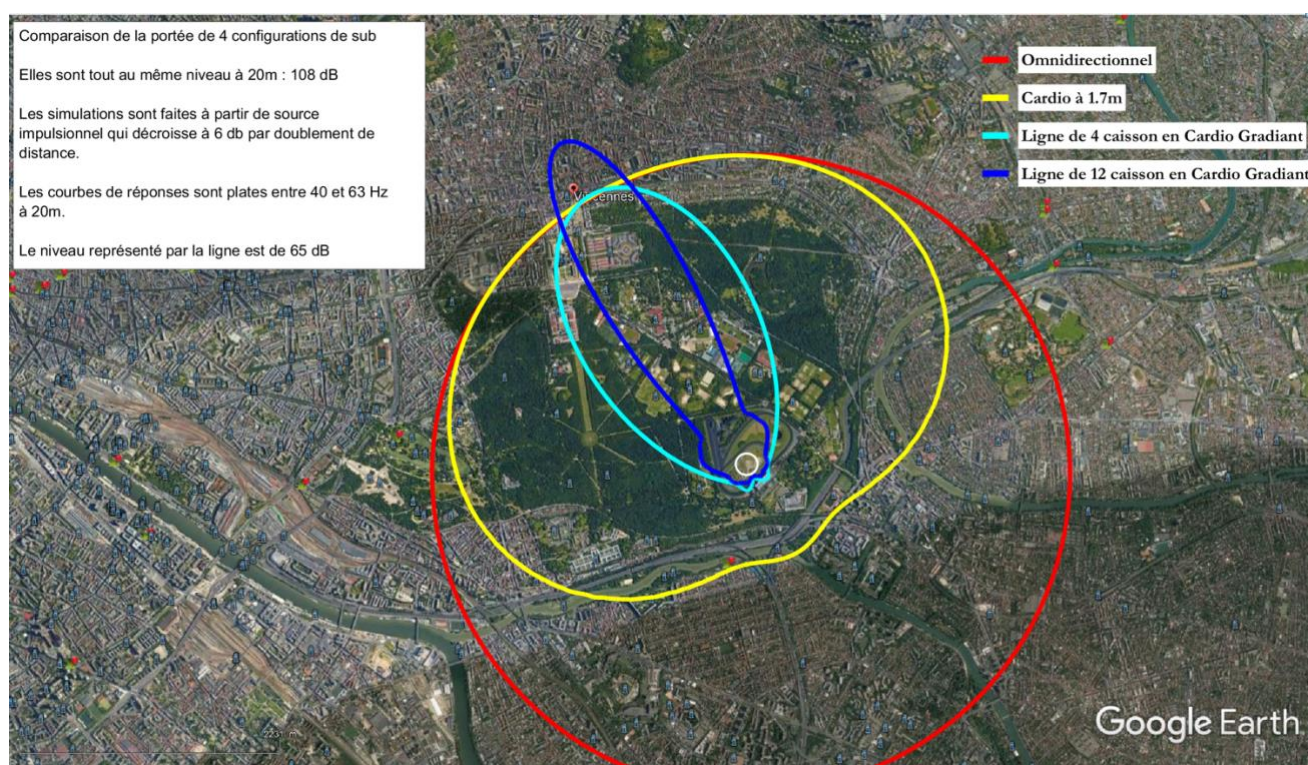 Comparaison de la portée de 4 configurations de sub
Elles sont tout au même niveau à 20m : 108 dB
Les simulations sont faites à partir de source
impulsionnel qui décroisse à 6 db par doublement de
distance.
Les courbes de réponses sont plates entre 40 et 63 Hz
à 20m.
Le niveau représenté par la ligne est de 65 dB
Omnidirectionnel
Cardio à 1.7m
Ligne de 4 caisson en Cardio Gradiant
Ligne de 12 caisson en Cardio Gradiant
Vincennes
Google Earth